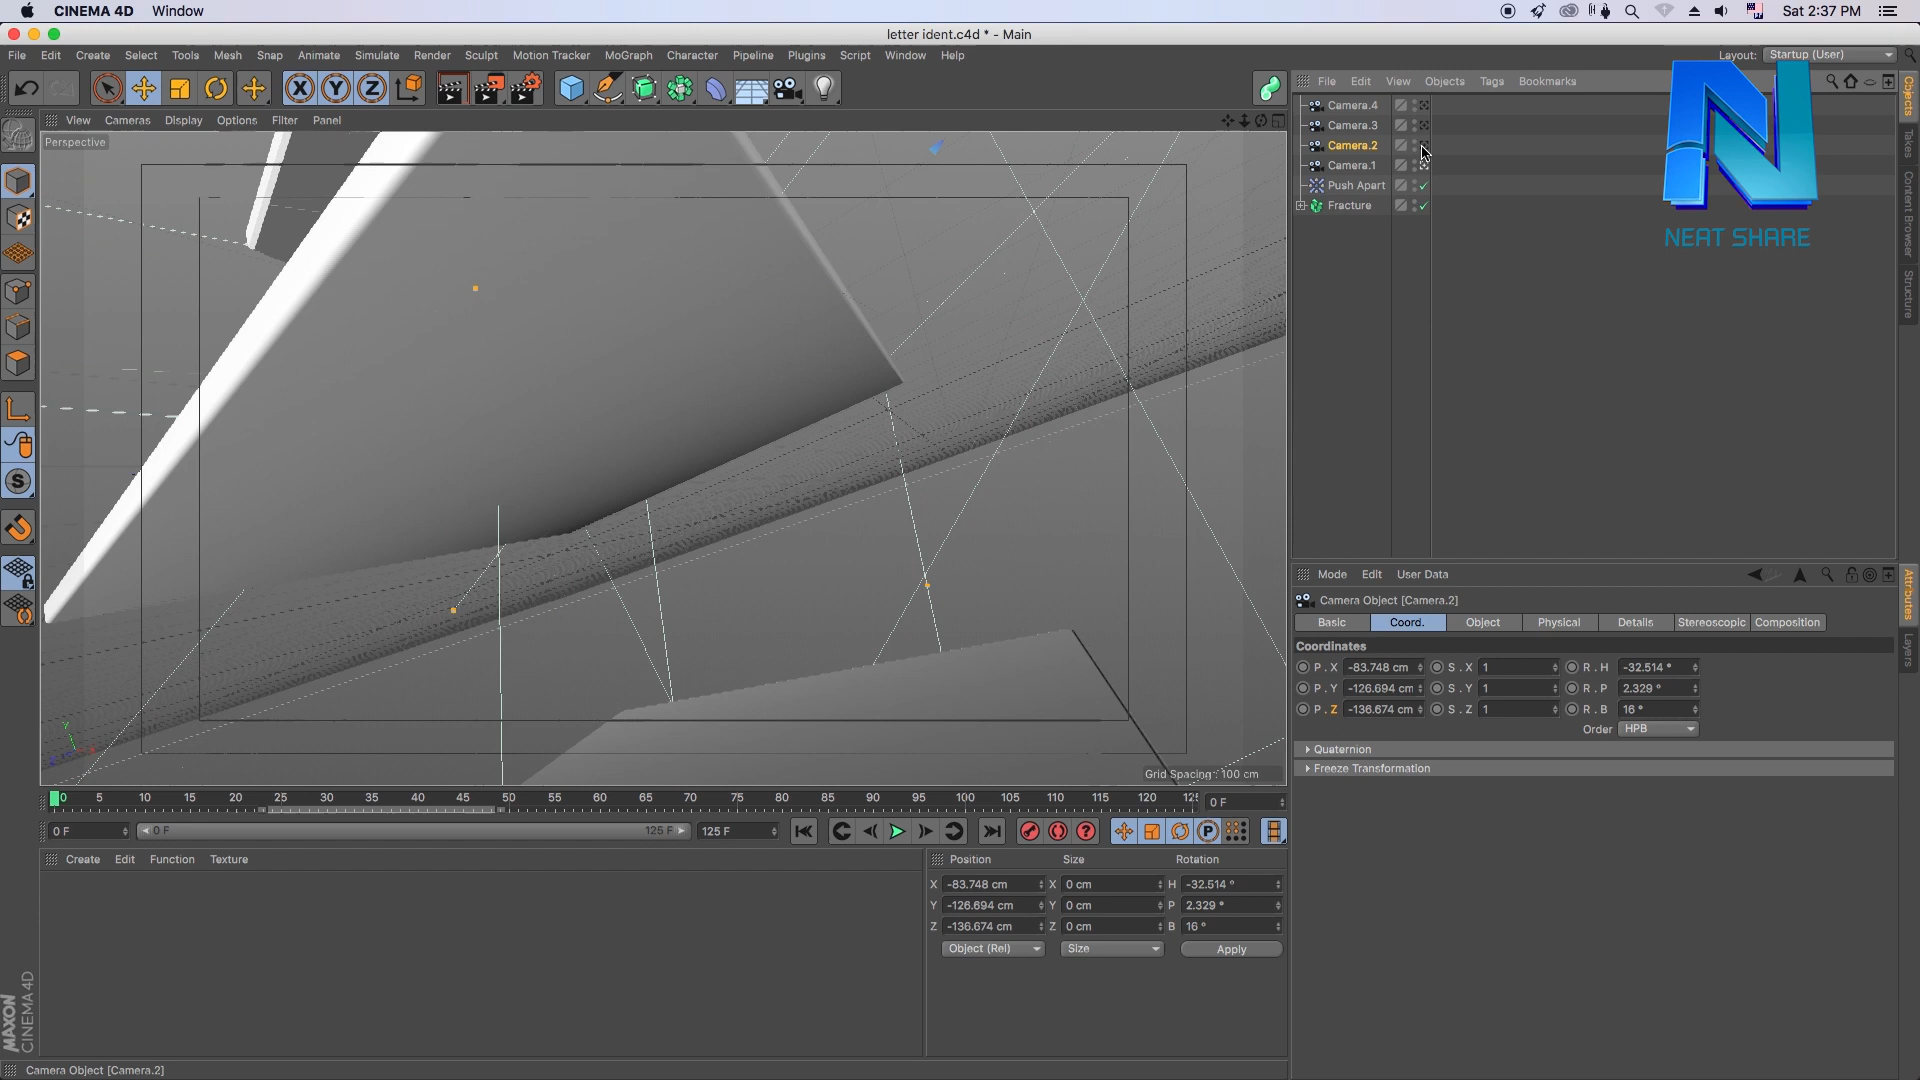 CINEMA 4D Window
Sat 2:37 PM
letter ident.c4d * - Main
File Edit Create Select Tools Mesh Snap Animate Simulate Render Sculpt Motion Tracker MoGraph Character Pipeline Plugins Script Window Help
Layout: Startup (User)
X Y Z
File Edit View Objects Tags Bookmarks
View Cameras Display Options Filter Panel
Perspective
Camera.4
Camera.3
Camera.2
Camera.1
Push Apart
Fracture
N
NEAT SHARE
Objects
Takes
Content Browser
Structure
S
Grid Spacing : 100 cm
Mode Edit User Data
Camera Object [Camera.2]
Basic Coord. Object Physical Details Stereoscopic Composition
Coordinates
P . X -83.748 cm S . X 1 R . H -32.514 °
P . Y -126.694 cm S . Y 1 R . P 2.329 °
P . Z -136.674 cm S . Z 1 R . B 16 °
Order HPB
Quaternion
Freeze Transformation
Attributes
Layers
0 5 10 15 20 25 30 35 40 45 50 55 60 65 70 75 80 85 90 95 100 105 110 115 120 0 F
0 F 0 F 125 F 125 F
P
Create Edit Function Texture
Position Size Rotation
X -83.748 cm X 0 cm H -32.514 °
Y -126.694 cm Y 0 cm P 2.329 °
Z -136.674 cm Z 0 cm B 16 °
Object (Rel) Size Apply
MAXON
CINEMA 4D
Camera Object [Camera.2]